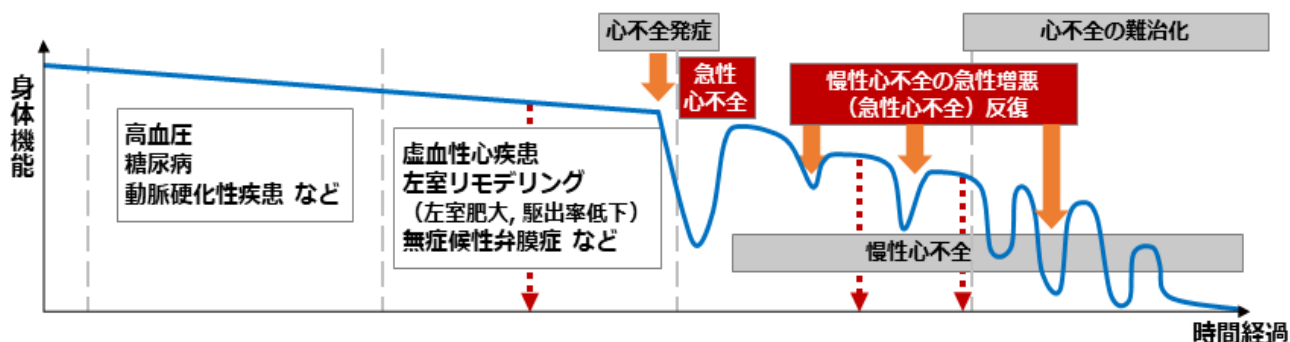 心不全発症
心不全の難治化
急性
心不全
慢性心不全の急性増悪
（急性心不全）反復
身体機能
高血圧
糖尿病
動脈硬化性疾患 など
虚血性心疾患
左室リモデリング
（左室肥大, 駆出率低下）
無症候性弁膜症 など
慢性心不全
時間経過